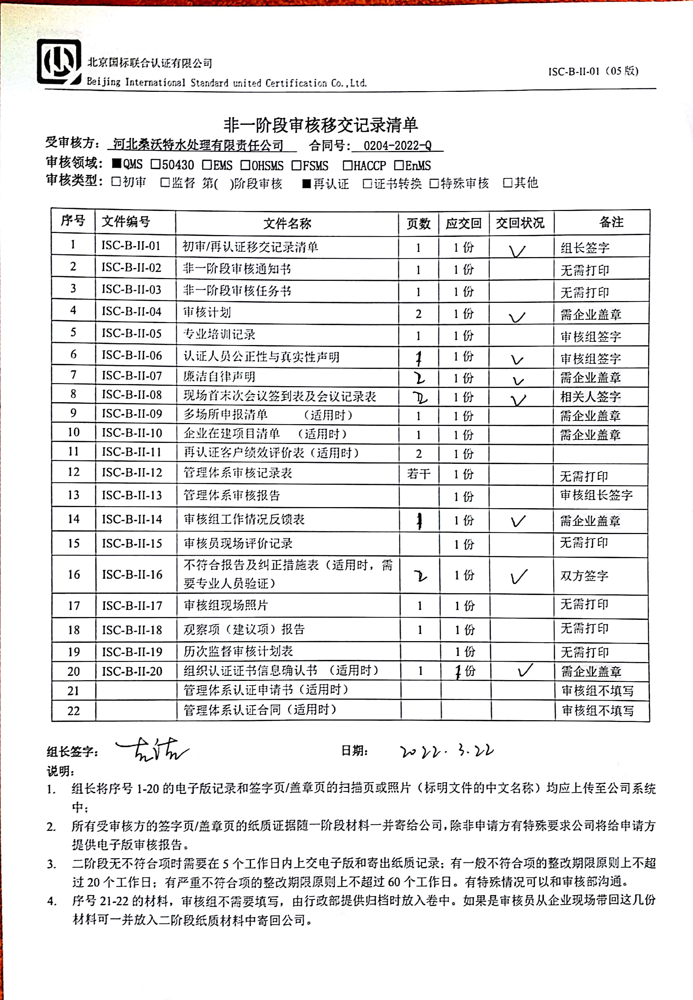 北京国标联合认证有限公司
ISC-B-II-01（05 版）
Beijing International Standard united Certification Co.,Ltd.
非一阶段审核移交记录清单
受审核方： 河北桑沃特水处理有限责任公司 合同号： 0204-2022-Q
审核领域：■QMS □50430 □EMS □OHSMS □FSMS □HACCP □EnMS
审核类型：□初审 □监督 第( )阶段审核 ■再认证 □证书转换 □特殊审核 □其他
序号 文件编号 文件名称 页数 应交回 交回状况 备注
1 ISC-B-II-01 初审/再认证移交记录清单 1 1 份 ✓ 组长签字
2 ISC-B-II-02 非一阶段审核通知书 1 1 份 无需打印
3 ISC-B-II-03 非一阶段审核任务书 1 1 份 无需打印
4 ISC-B-II-04 审核计划 2 1 份 ✓ 需企业盖章
5 ISC-B-II-05 专业培训记录 1 1 份 审核组签字
6 ISC-B-II-06 认证人员公正性与真实性声明 1 1 份 ✓ 审核组签字
7 ISC-B-II-07 廉洁自律声明 2 1 份 ✓ 需企业盖章
8 ISC-B-II-08 现场首末次会议签到表及会议记录表 2 1 份 ✓ 相关人签字
9 ISC-B-II-09 多场所申报清单 （适用时） 1 1 份 需企业盖章
10 ISC-B-II-10 企业在建项目清单 （适用时） 1 1 份 需企业盖章
11 ISC-B-II-11 再认证客户绩效评价表（适用时） 2 1 份
12 ISC-B-II-12 管理体系审核记录表 若干 1 份 无需打印
13 ISC-B-II-13 管理体系审核报告 1 份 审核组长签字
14 ISC-B-II-14 审核组工作情况反馈表 1 1 份 ✓ 需企业盖章
15 ISC-B-II-15 审核员现场评价记录 1 份 无需打印
16 ISC-B-II-16 不符合报告及纠正措施表（适用时，需
要专业人员验证） 2 1 份 ✓ 双方签字
17 ISC-B-II-17 审核组现场照片 1 1 份 无需打印
18 ISC-B-II-18 观察项（建议项）报告 1 1 份 无需打印
19 ISC-B-II-19 历次监督审核计划表 1 份 无需打印
20 ISC-B-II-20 组织认证证书信息确认书 （适用时） 1 1 份 ✓ 需企业盖章
21 管理体系认证申请书（适用时） 审核组不填写
22 管理体系认证合同（适用时） 审核组不填写
组长签字： 日期： 2022.3.22
说明：
1. 组长将序号 1-20 的电子版记录和签字页/盖章页的扫描页或照片（标明文件的中文名称）均应上传至公司系统
中；
2. 所有受审核方的签字页/盖章页的纸质证据随一阶段材料一并寄给公司，除非申请方有特殊要求公司将给申请方
提供电子版审核报告。
3. 二阶段无不符合项时需要在 5 个工作日内上交电子版和寄出纸质记录；有一般不符合项的整改期限原则上不超
过 20 个工作日；有严重不符合项的整改期限原则上不超过 60 个工作日。有特殊情况可以和审核部沟通。
4. 序号 21-22 的材料，审核组不需要填写，由行政部提供归档时放入卷中。如果是审核员从企业现场带回这几份
材料可一并放入二阶段纸质材料中寄回公司。